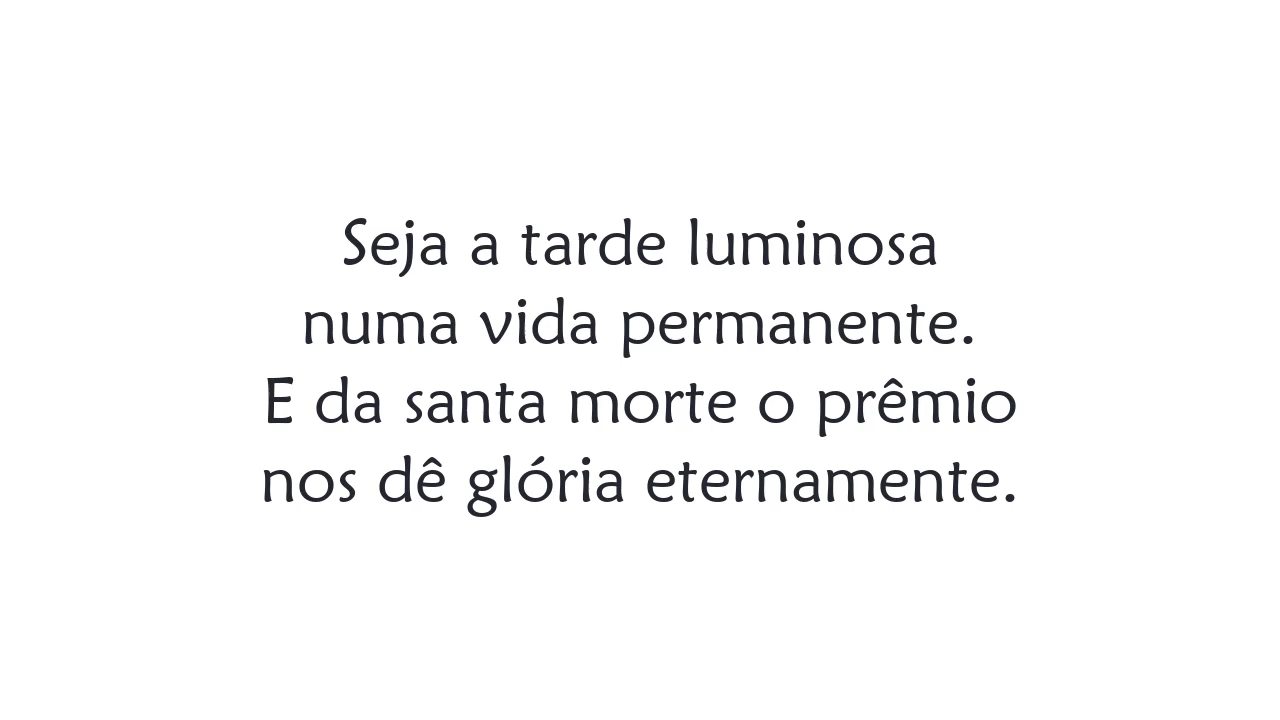 Seja a tarde luminosa
numa vida permanente.
E da santa morte o prêmio
nos dê glória eternamente.